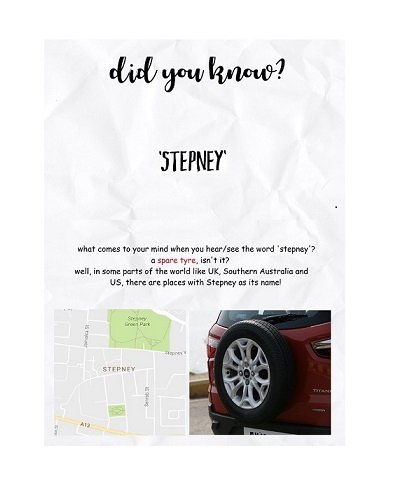 did you know?
'STEPNEY'
what comes to your mind when you hear/see the word 'stepney'?
a spare tyre, isn't it?
well, in some parts of the world like UK, Southern Australia and
US, there are places with Stepney as its name!
Stepney
Green Park
Stepney
STEPNEY
A13
TITAN